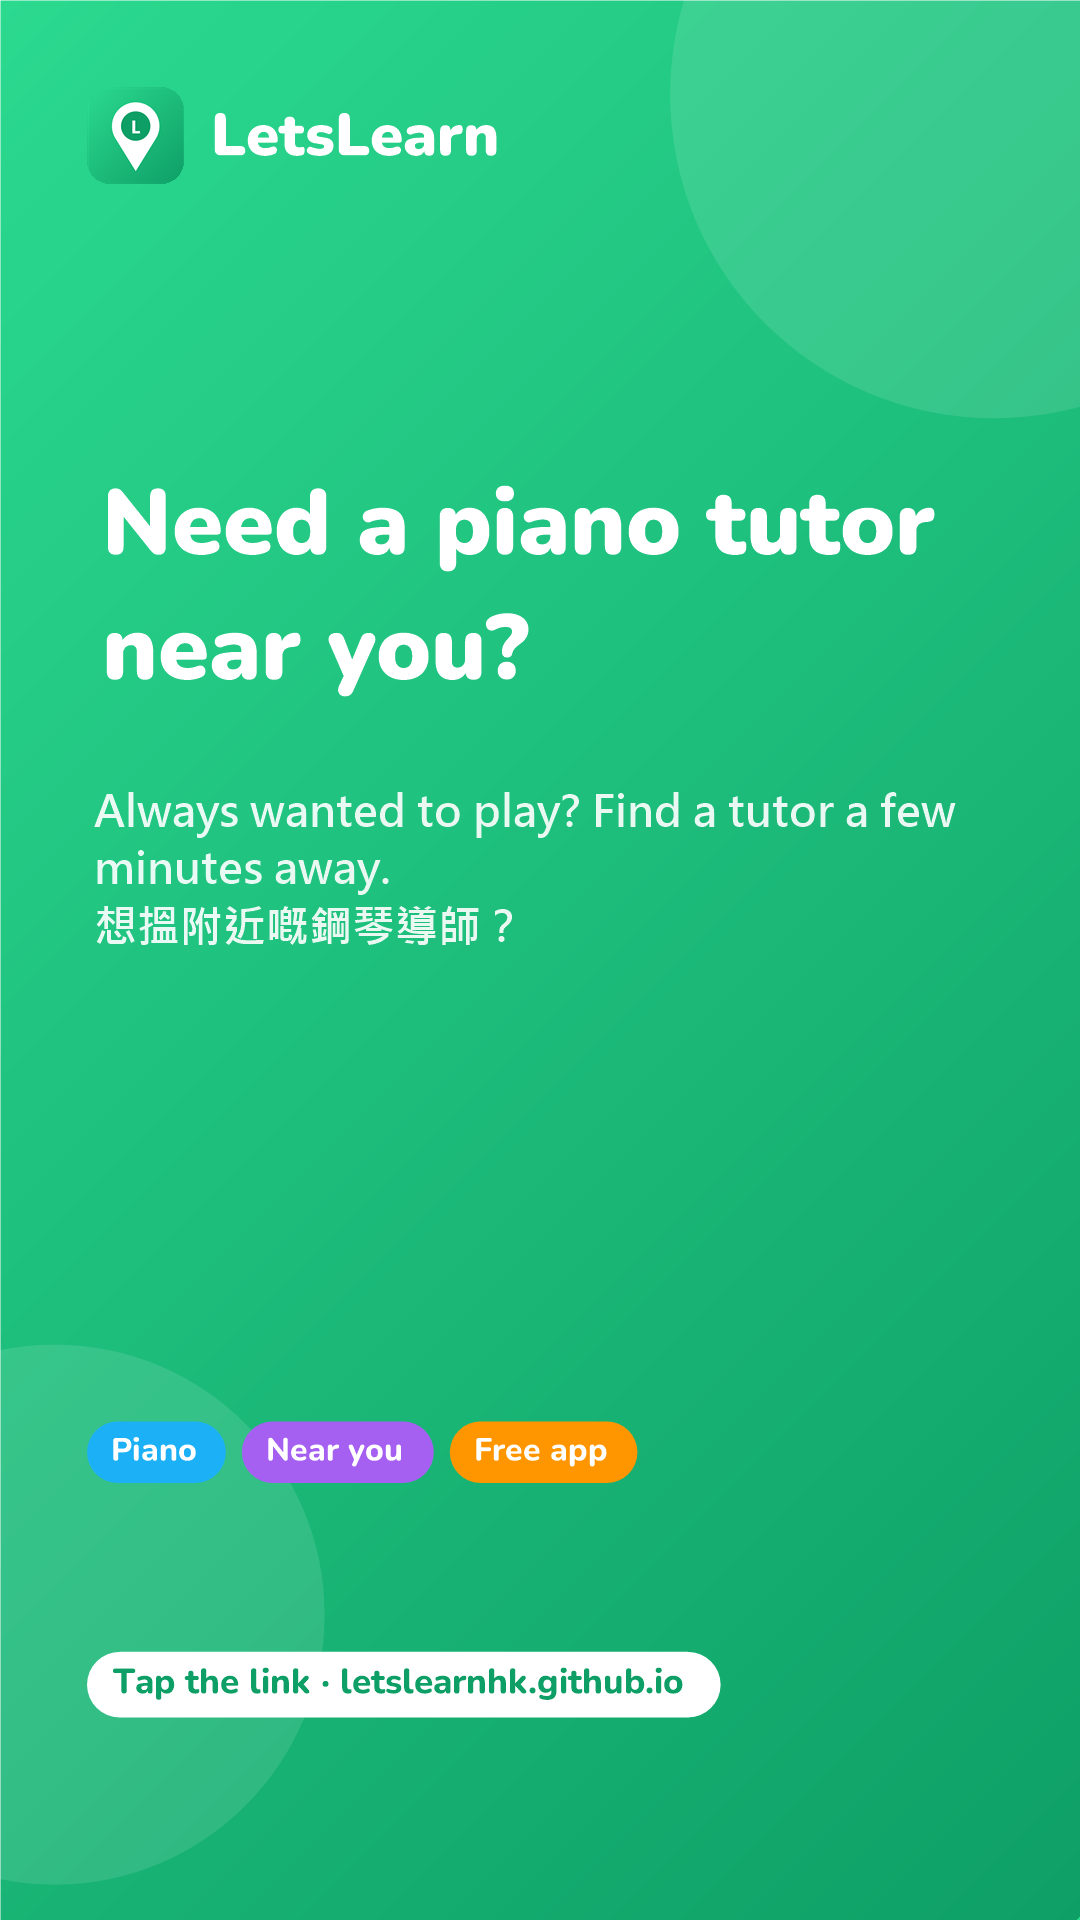 L
LetsLearn
Need a piano tutor
near you?
Always wanted to play? Find a tutor a few
minutes away.
想搵附近嘅鋼琴導師？
Piano
Near you
Free app
Tap the link · letslearnhk.github.io